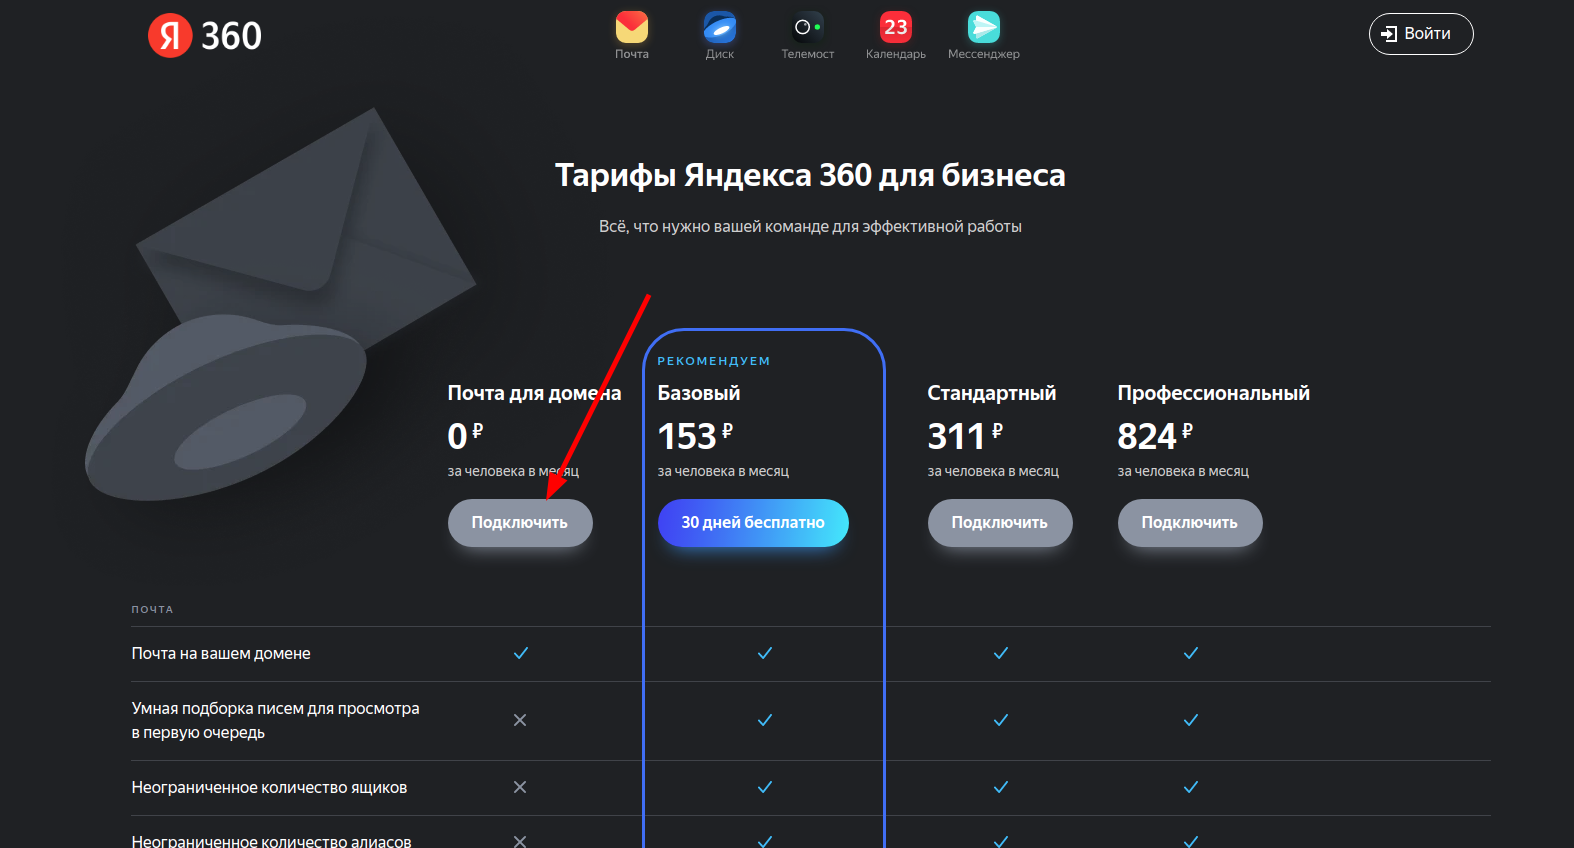 Я 360
Почта
Диск
Телемост
23
Календарь
Мессенджер
Войти
Тарифы Яндекса 360 для бизнеса
Всё, что нужно вашей команде для эффективной работы
РЕКОМЕНДУЕМ
Почта для домена
Базовый
Стандартный
Профессиональный
0 ₽
153 ₽
311 ₽
824 ₽
за человека в месяц
за человека в месяц
за человека в месяц
за человека в месяц
Подключить
30 дней бесплатно
Подключить
Подключить
ПОЧТА
Почта на вашем домене
Умная подборка писем для просмотра
в первую очередь
Неограниченное количество ящиков
Неограниченное количество алиасов